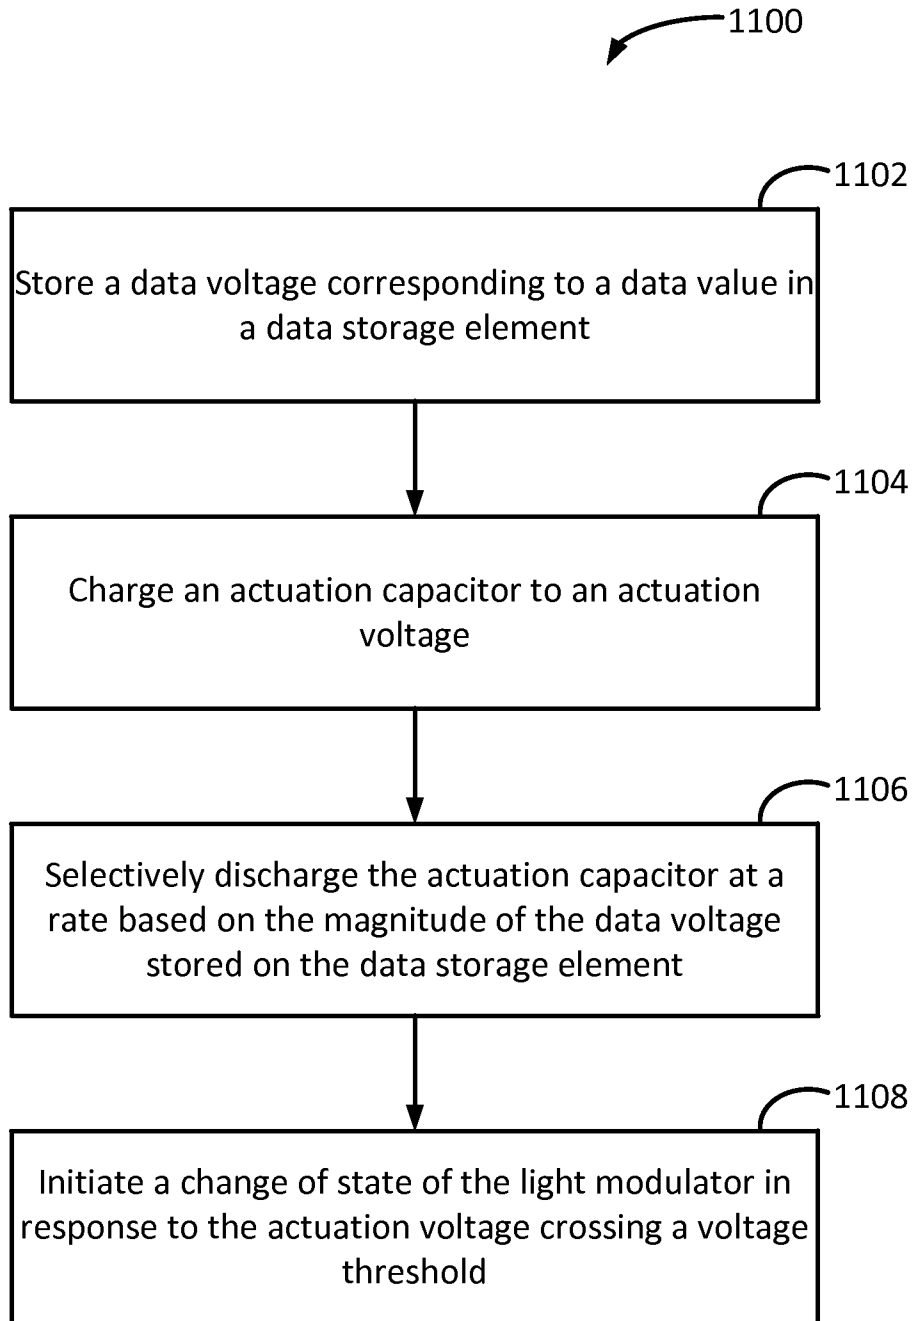 1100
1102
Store a data voltage corresponding to a data value in
a data storage element
1104
Charge an actuation capacitor to an actuation
voltage
1106
Selectively discharge the actuation capacitor at a
rate based on the magnitude of the data voltage
stored on the data storage element
1108
Initiate a change of state of the light modulator in
response to the actuation voltage crossing a voltage
threshold